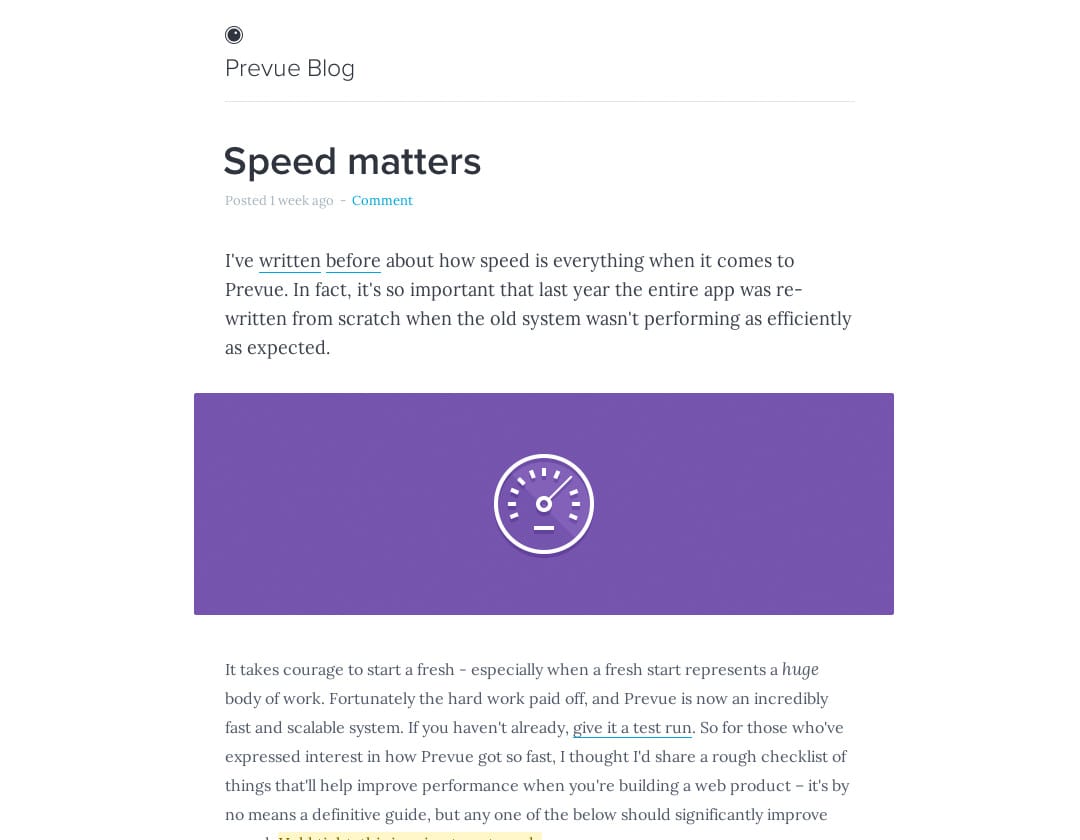 Prevue Blog
Speed matters
Posted 1 week ago - Comment
I've written before about how speed is everything when it comes to
Prevue. In fact, it's so important that last year the entire app was re-
written from scratch when the old system wasn't performing as efficiently
as expected.
It takes courage to start a fresh - especially when a fresh start represents a huge
body of work. Fortunately the hard work paid off, and Prevue is now an incredibly
fast and scalable system. If you haven't already, give it a test run. So for those who've
expressed interest in how Prevue got so fast, I thought I'd share a rough checklist of
things that'll help improve performance when you're building a web product – it's by
no means a definitive guide, but any one of the below should significantly improve